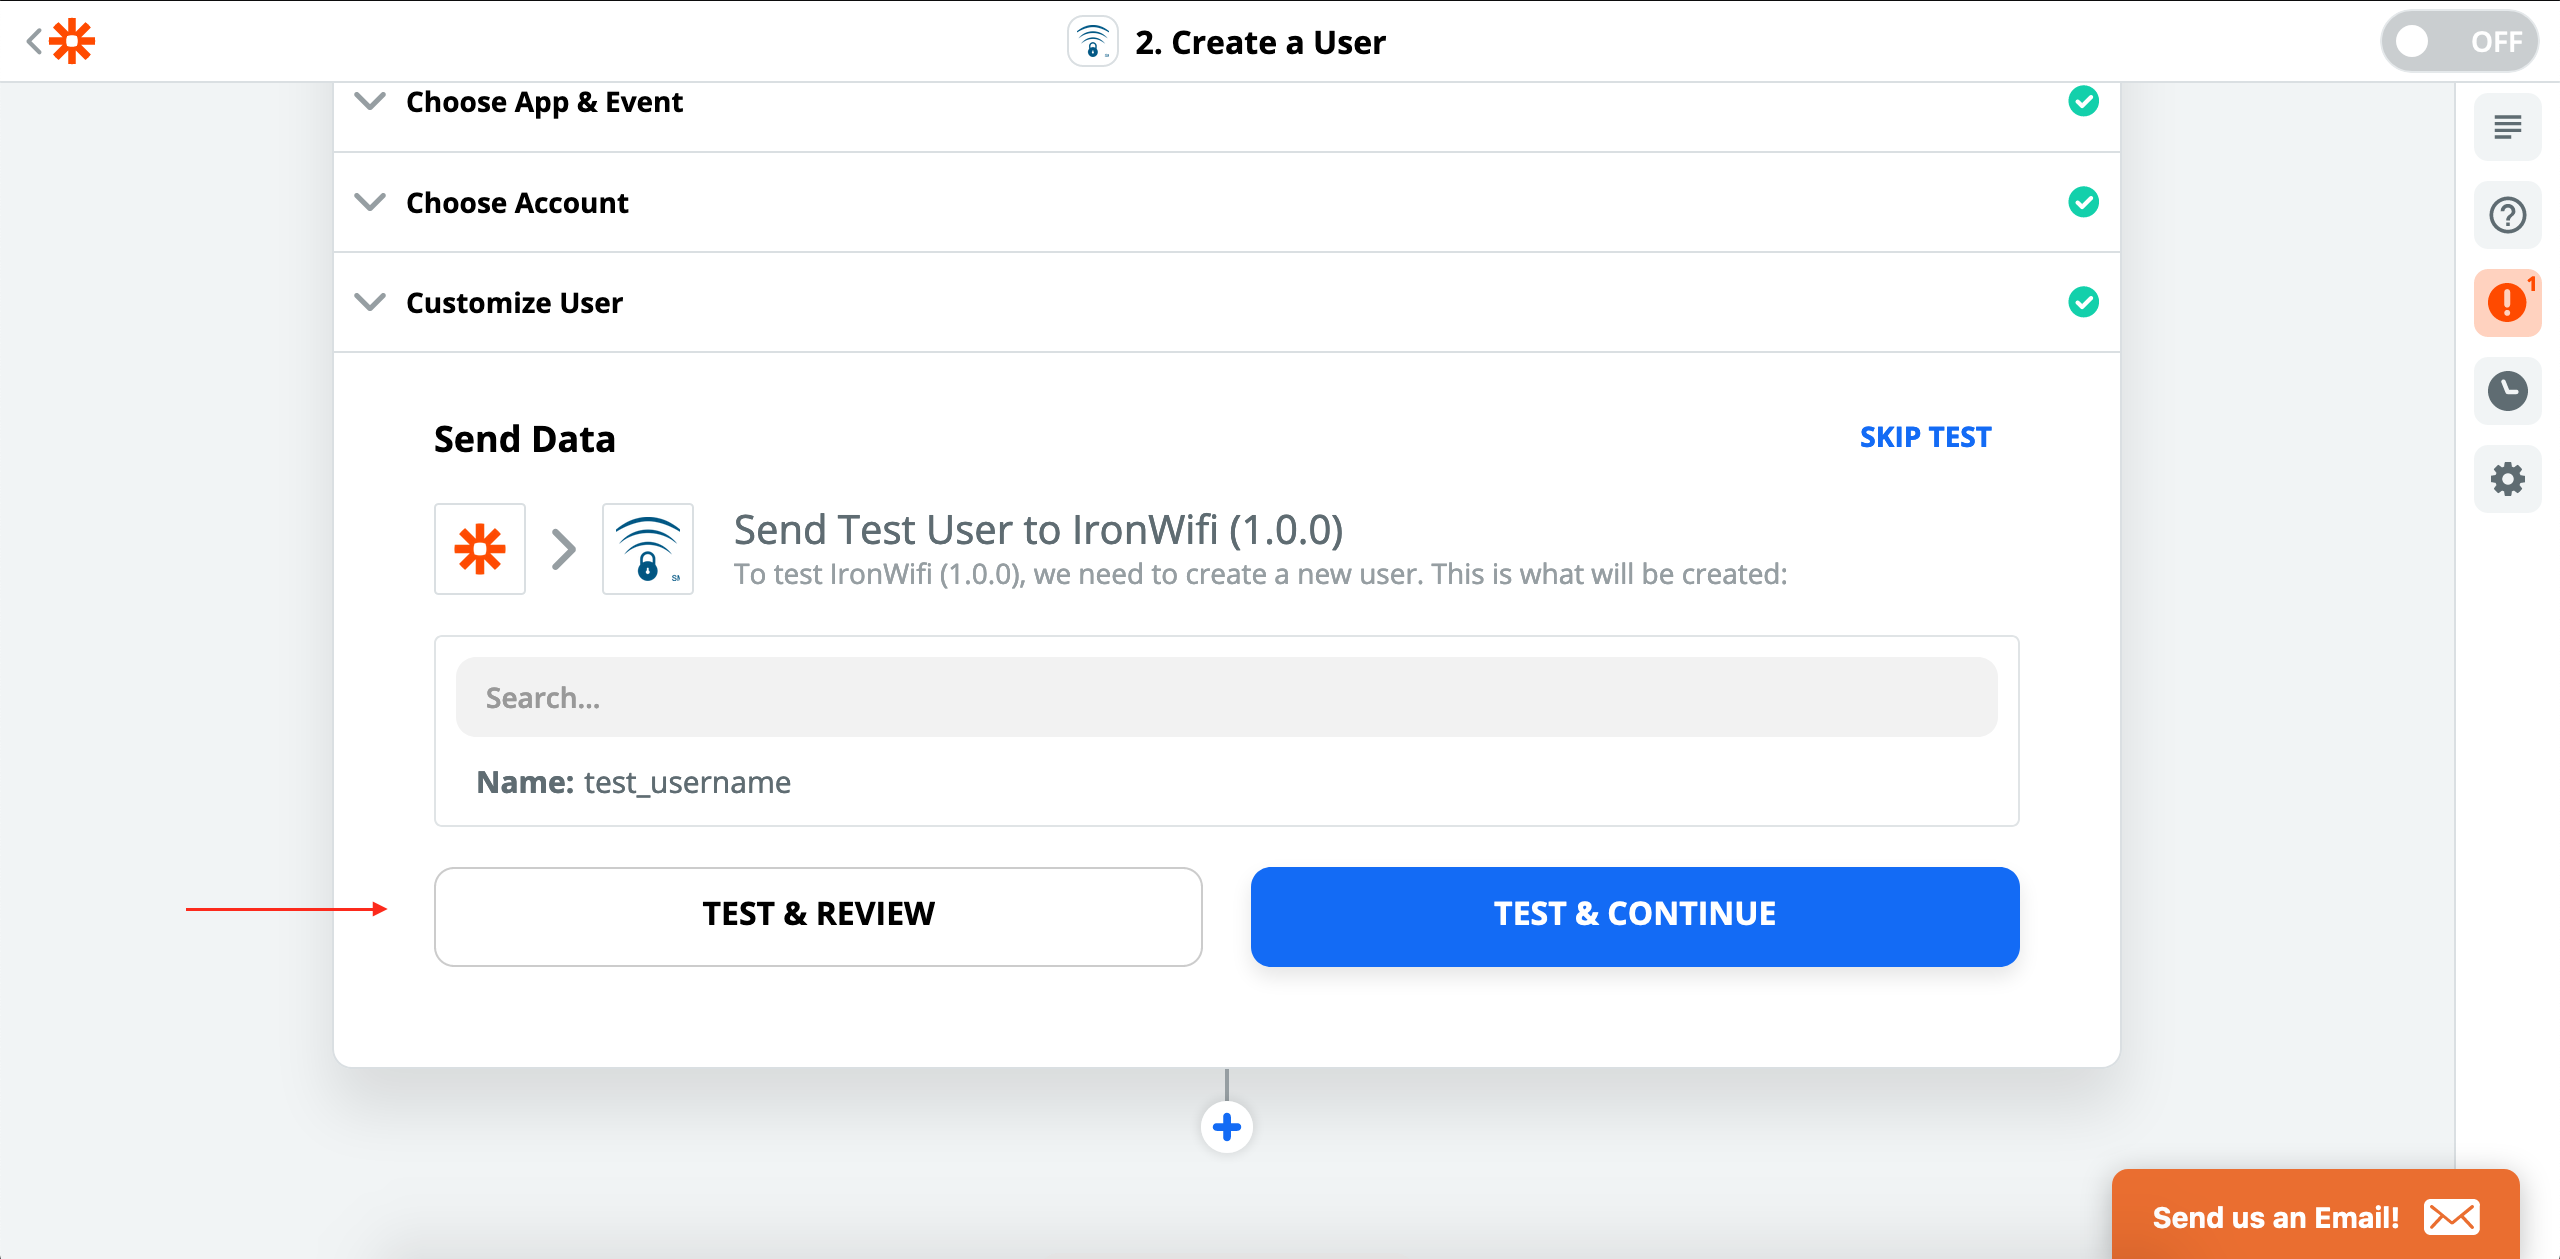 2. Create a User
OFF
Choose App & Event
Choose Account
1
Customize User
Send Data
SKIP TEST
Send Test User to IronWifi (1.0.0)
To test IronWifi (1.0.0), we need to create a new user. This is what will be created:
Search...
Name: test_username
TEST & REVIEW
TEST & CONTINUE
Send us an Email!